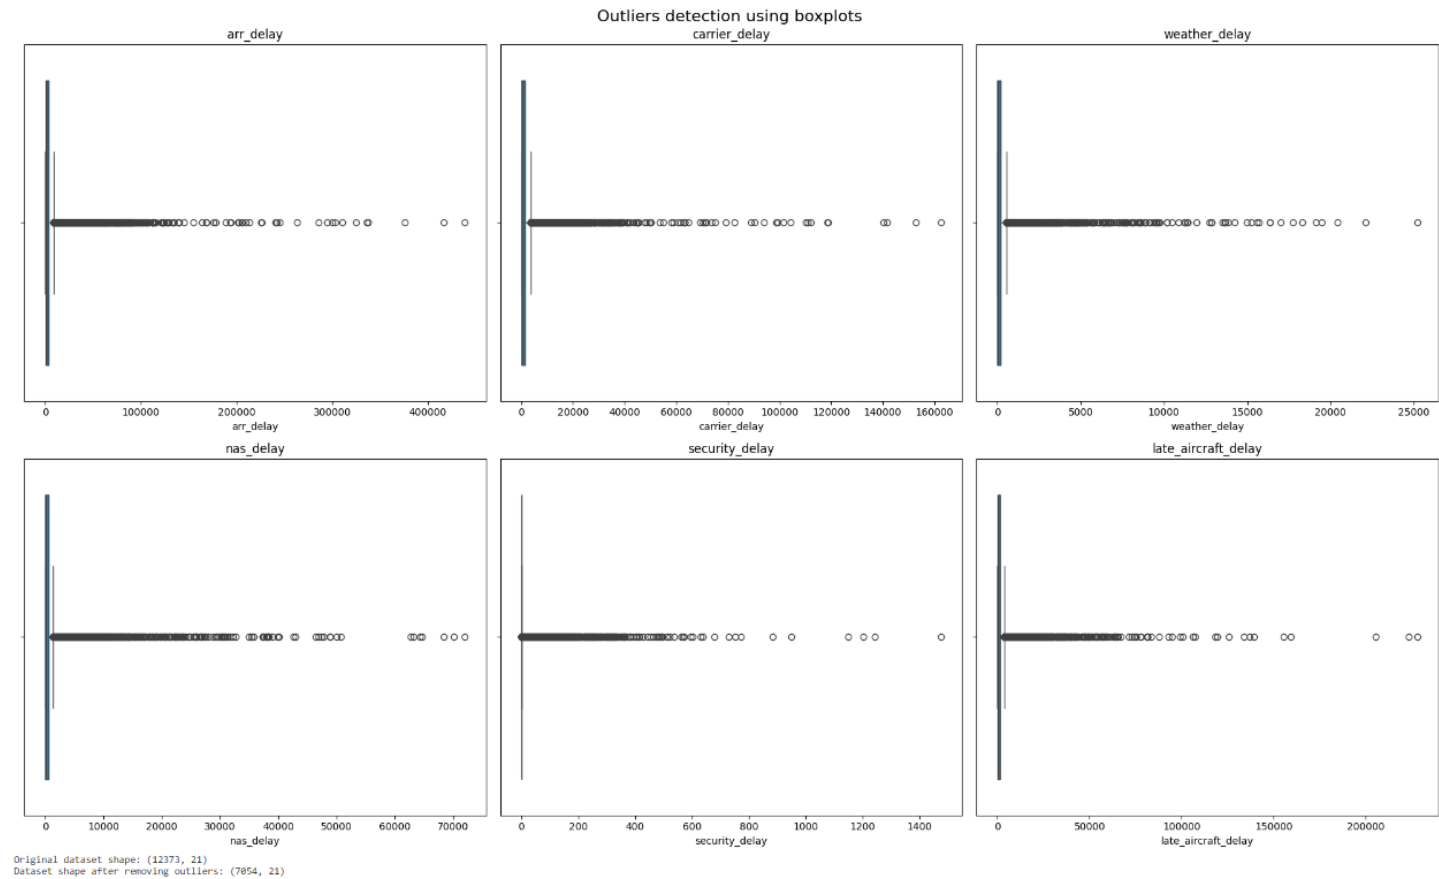 Outliers detection using boxplots
arr_delay
carrier_delay
weather_delay
0 100000 200000 300000 400000
arr_delay
0 20000 40000 60000 80000 100000 120000 140000 160000
carrier_delay
0 5000 10000 15000 20000 25000
weather_delay
nas_delay
security_delay
late_aircraft_delay
0 10000 20000 30000 40000 50000 60000 70000
nas_delay
0 200 400 600 800 1000 1200 1400
security_delay
0 50000 100000 150000 200000
late_aircraft_delay
Original dataset shape: (12373, 21)
Dataset shape after removing outliers: (7054, 21)